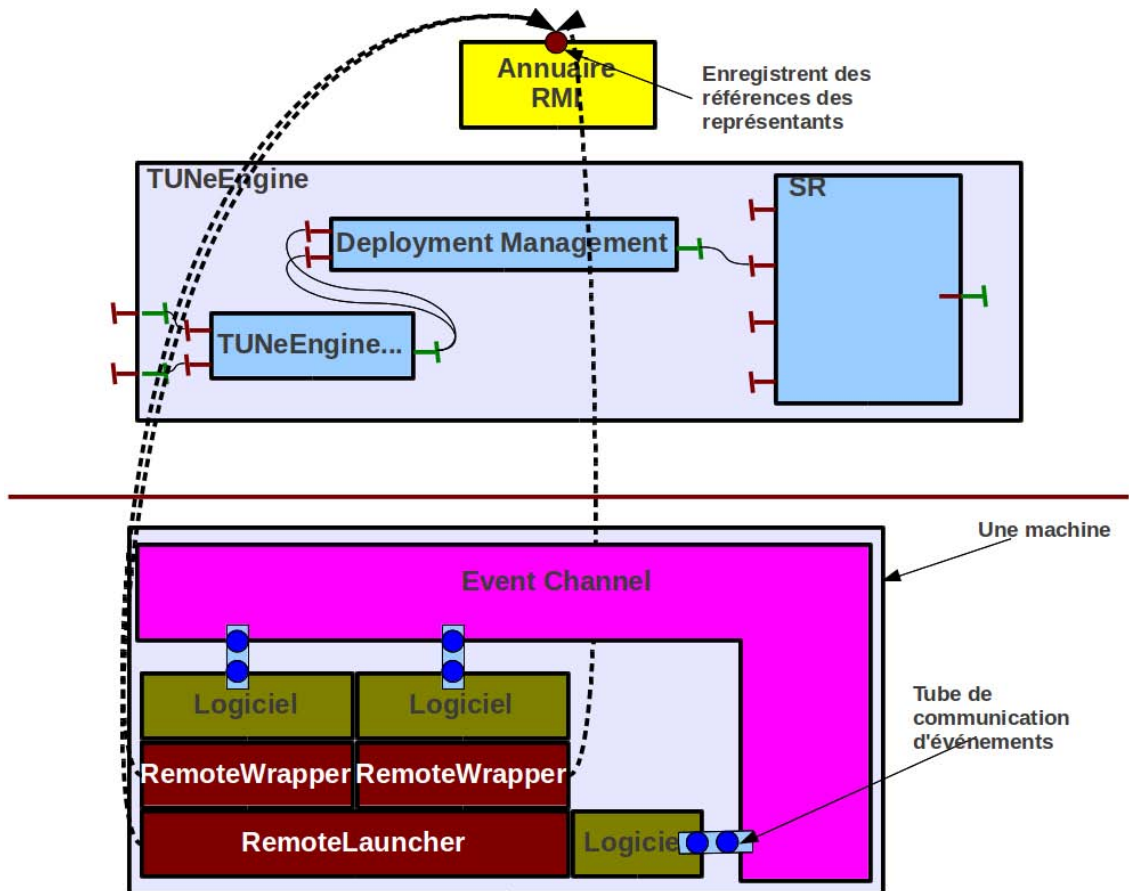 Annuaire
RMI
Enregistrent des
références des
représentants
TUNeEngine
SR
Deployment Management
TUNeEngine...
Une machine
Event Channel
Logiciel
Logiciel
Tube de
communication
d'événements
RemoteWrapper
RemoteWrapper
RemoteLauncher
Logiciel